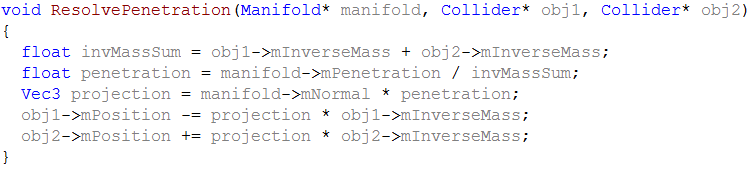 void ResolvePenetration(Manifold* manifold, Collider* obj1, Collider* obj2)
{
  float invMassSum = obj1->mInverseMass + obj2->mInverseMass;
  float penetration = manifold->mPenetration / invMassSum;
  Vec3 projection = manifold->mNormal * penetration;
  obj1->mPosition -= projection * obj1->mInverseMass;
  obj2->mPosition += projection * obj2->mInverseMass;
}